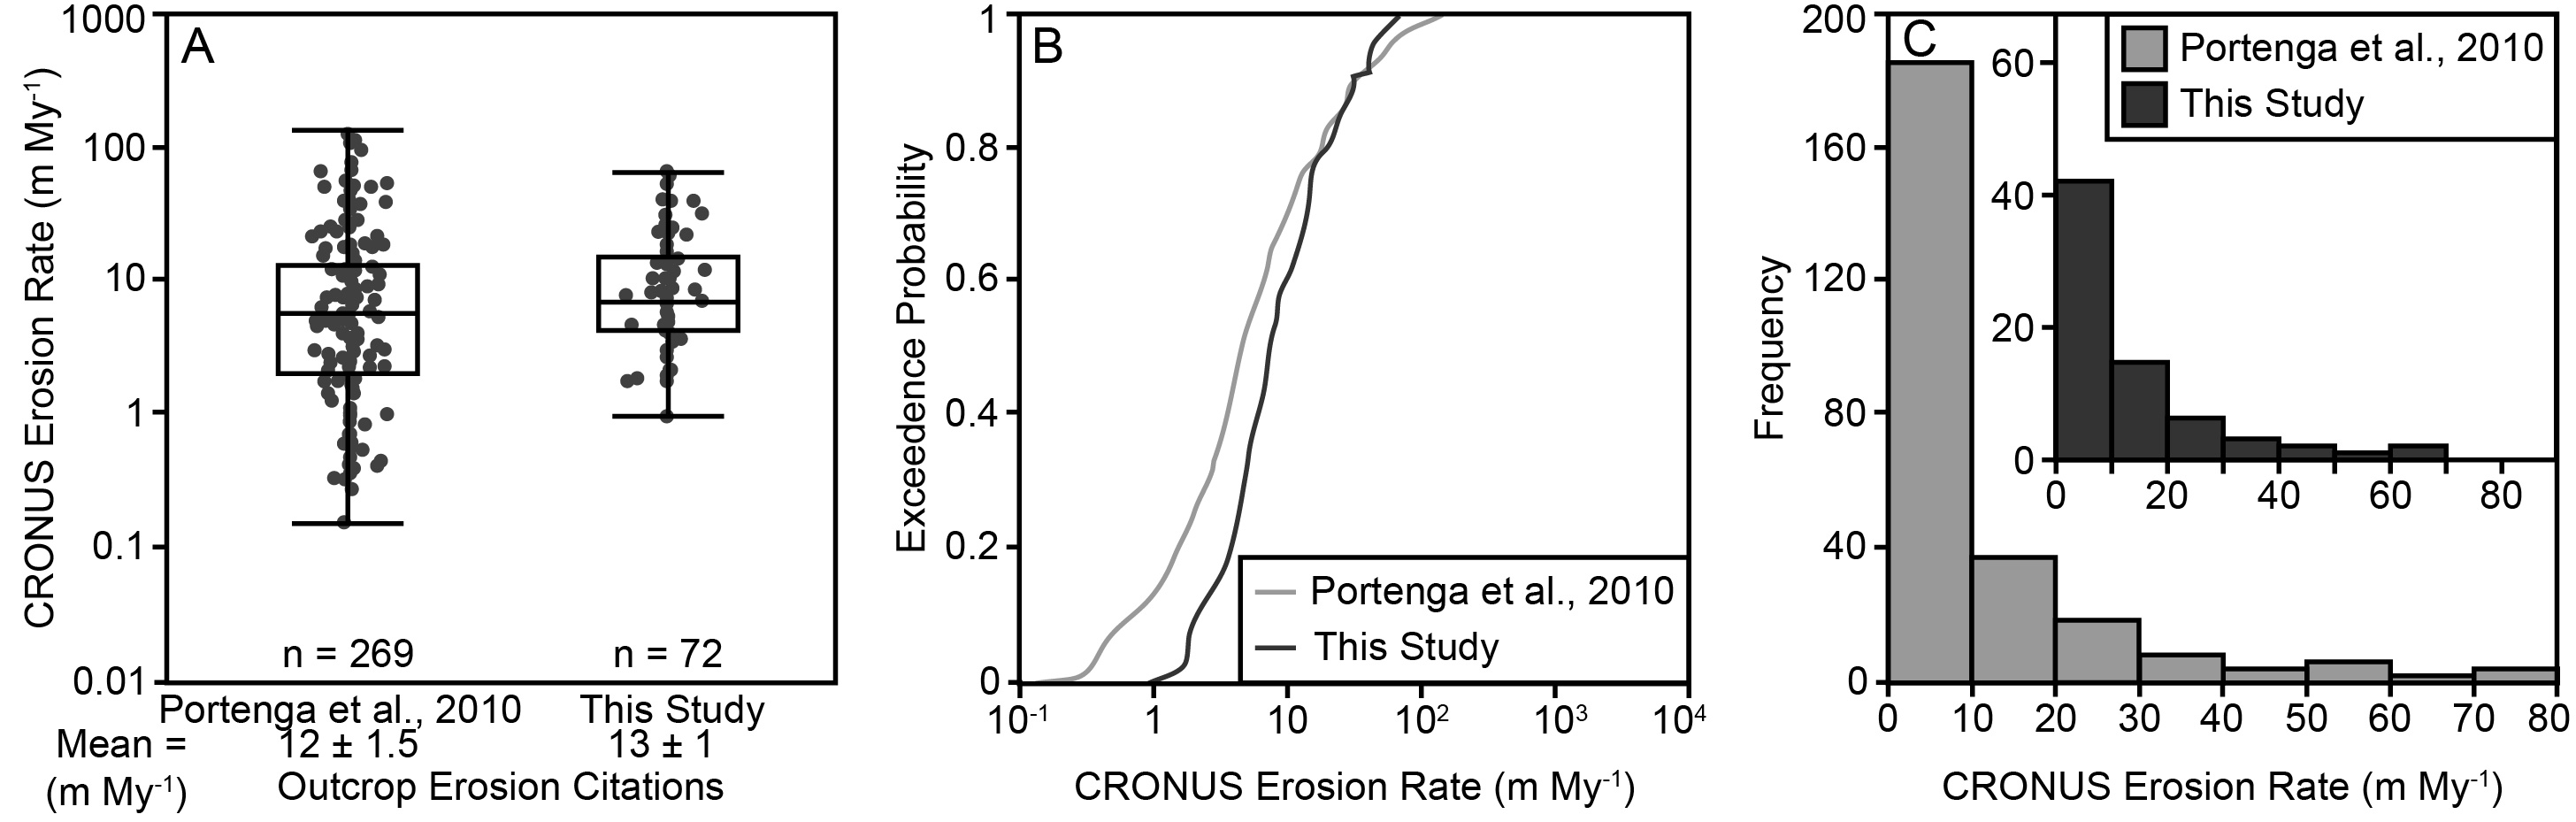 A
CRONUS Erosion Rate (m My-1)
1000
100
10
1
0.1
0.01
n = 269
n = 72
Portenga et al., 2010
This Study
Mean =
(m My-1)
12 ± 1.5
13 ± 1
Outcrop Erosion Citations
B
Exceedence Probability
1
0.8
0.6
0.4
0.2
0
Portenga et al., 2010
This Study
10-1
1
10
102
103
104
CRONUS Erosion Rate (m My-1)
C
Frequency
200
160
120
80
40
0
Portenga et al., 2010
This Study
60
40
20
0
0
20
40
60
80
0
10
20
30
40
50
60
70
80
CRONUS Erosion Rate (m My-1)